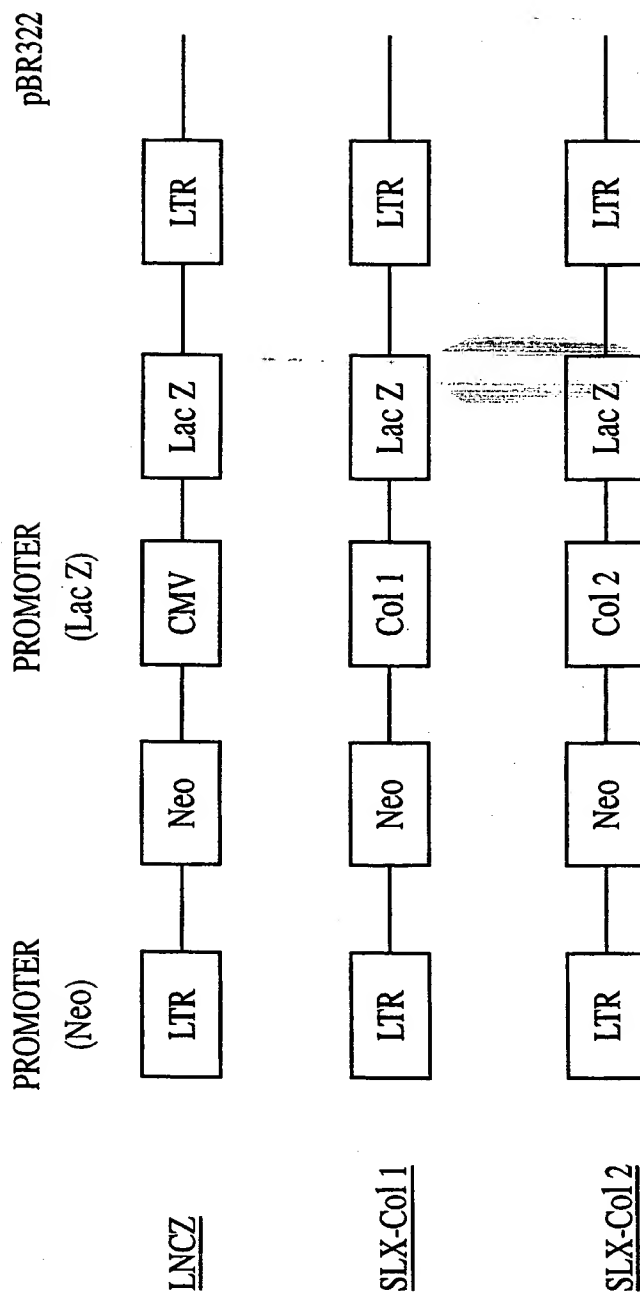 PROMOTER PROMOTER pBR322
(Neo) (Lac Z)
LNCZ LTR Neo CMV Lac Z LTR
SLX-Col 1 LTR Neo Col 1 Lac Z LTR
SLX-Col 2 LTR Neo Col 2 Lac Z LTR